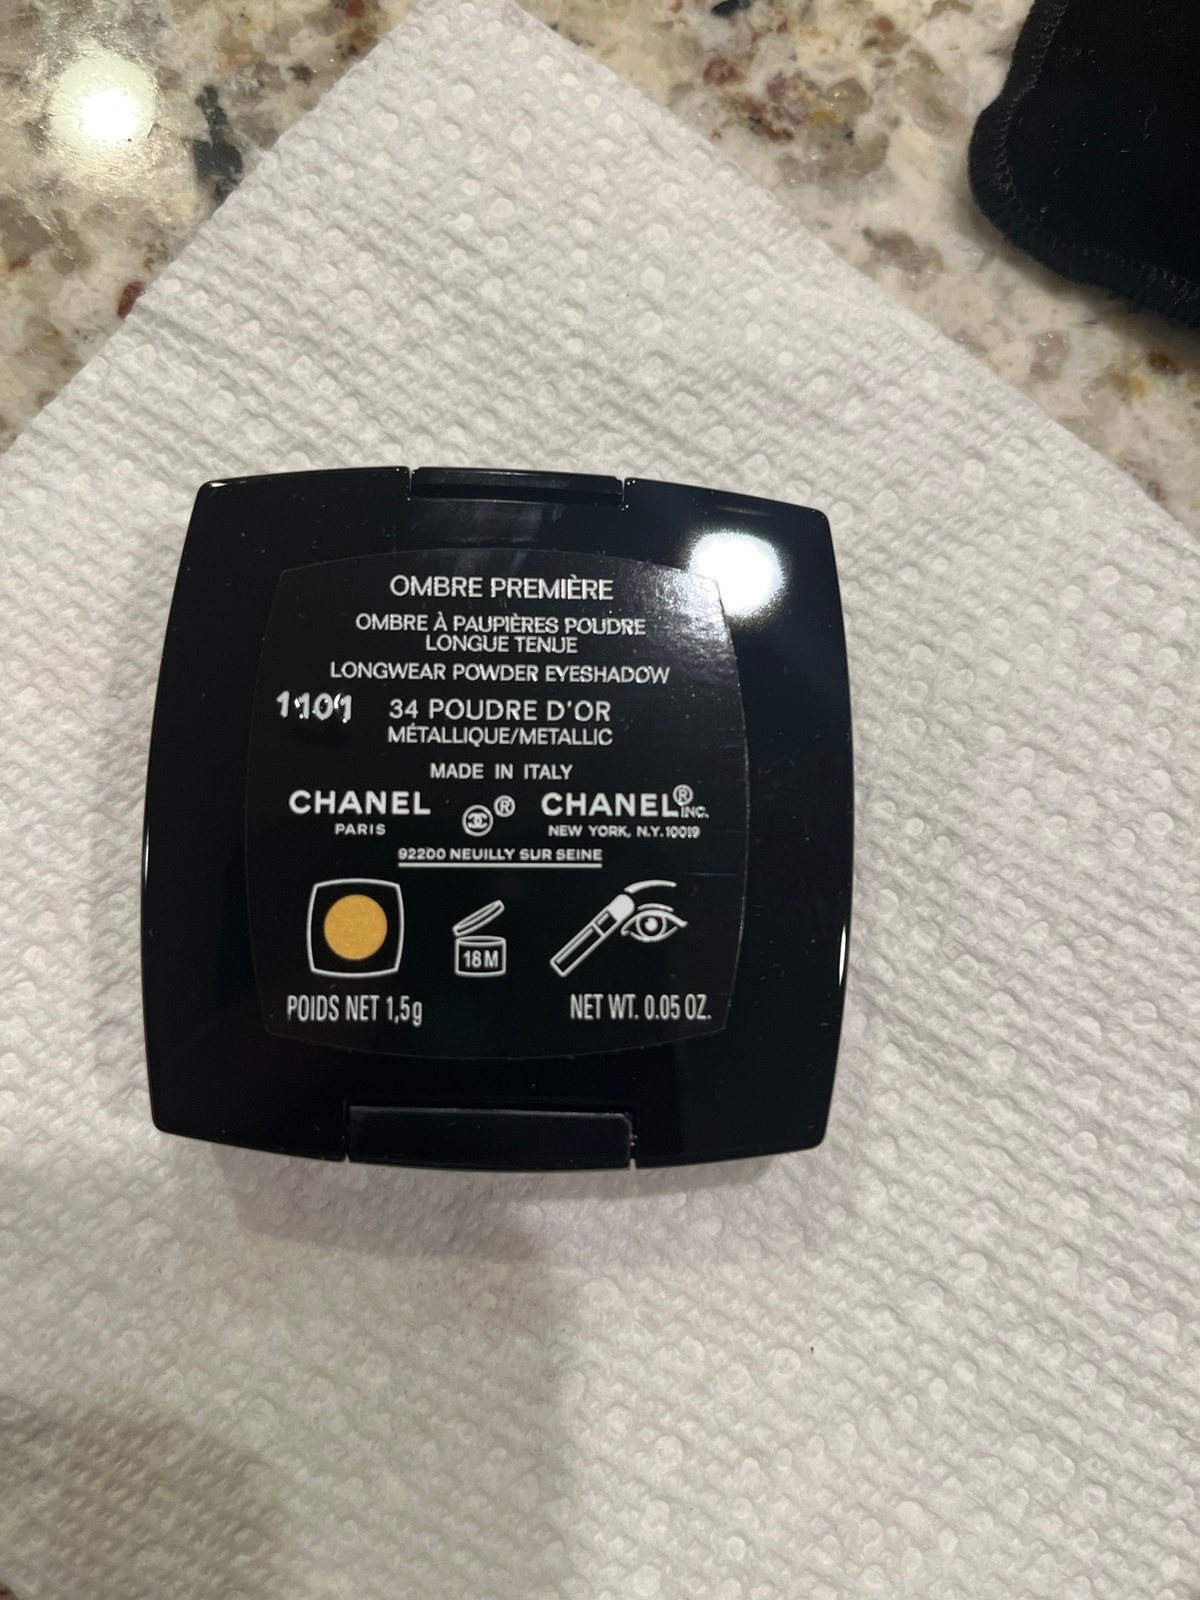 OMBRE PREMIÈRE
OMBRE À PAUPIÈRES POUDRE
LONGUE TENUE
LONGWEAR POWDER EYESHADOW
1101 34 POUDRE D'OR
MÉTALLIQUE/METALLIC
MADE IN ITALY
CHANEL ® CHANEL® INC.
PARIS NEW YORK, N.Y. 10019
92200 NEUILLY SUR SEINE
18M
POIDS NET 1,5g NET WT. 0.05 OZ.